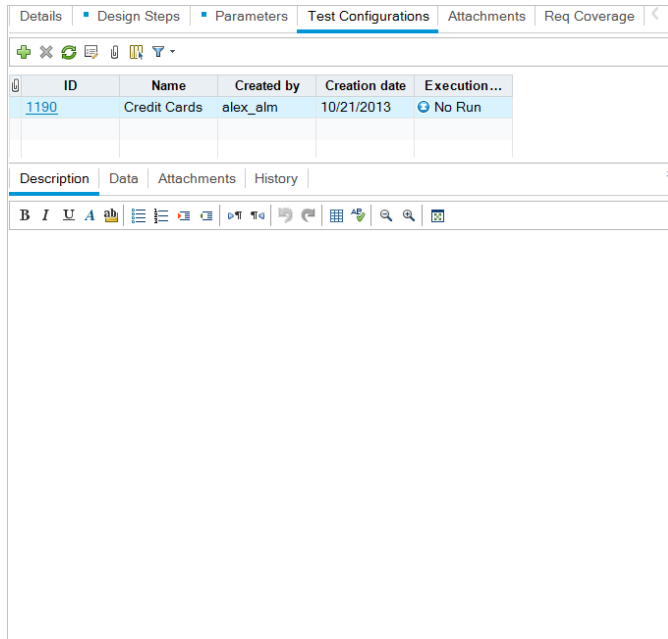 Details Design Steps Parameters Test Configurations Attachments Req Coverage
ID Name Created by Creation date Execution...
1190 Credit Cards alex_alm 10/21/2013 No Run
Description Data Attachments History
B I U A ab